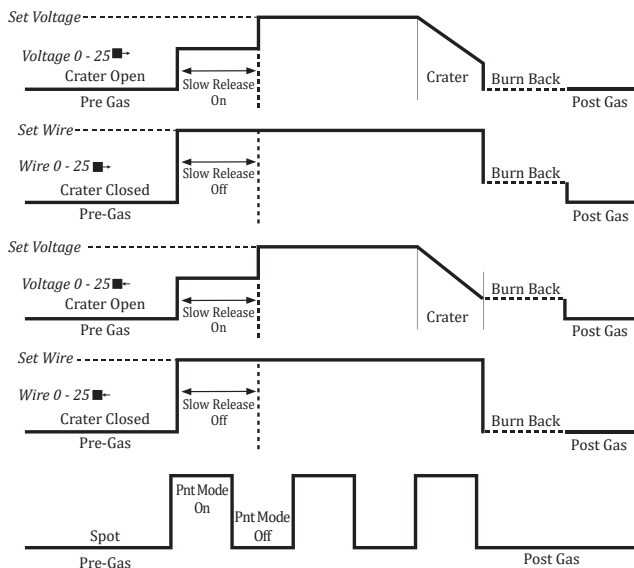 Set Voltage
Voltage 0 - 25
Crater Open
Pre Gas
Slow Release
On
Crater
Burn Back
Post Gas
Set Wire
Wire 0 - 25
Crater Closed
Pre-Gas
Slow Release
Off
Burn Back
Post Gas
Set Voltage
Voltage 0 - 25
Crater Open
Pre Gas
Slow Release
On
Crater
Burn Back
Post Gas
Set Wire
Wire 0 - 25
Crater Closed
Pre-Gas
Slow Release
Off
Burn Back
Post Gas
Spot
Pre-Gas
Pnt Mode
On
Pnt Mode
Off
Post Gas